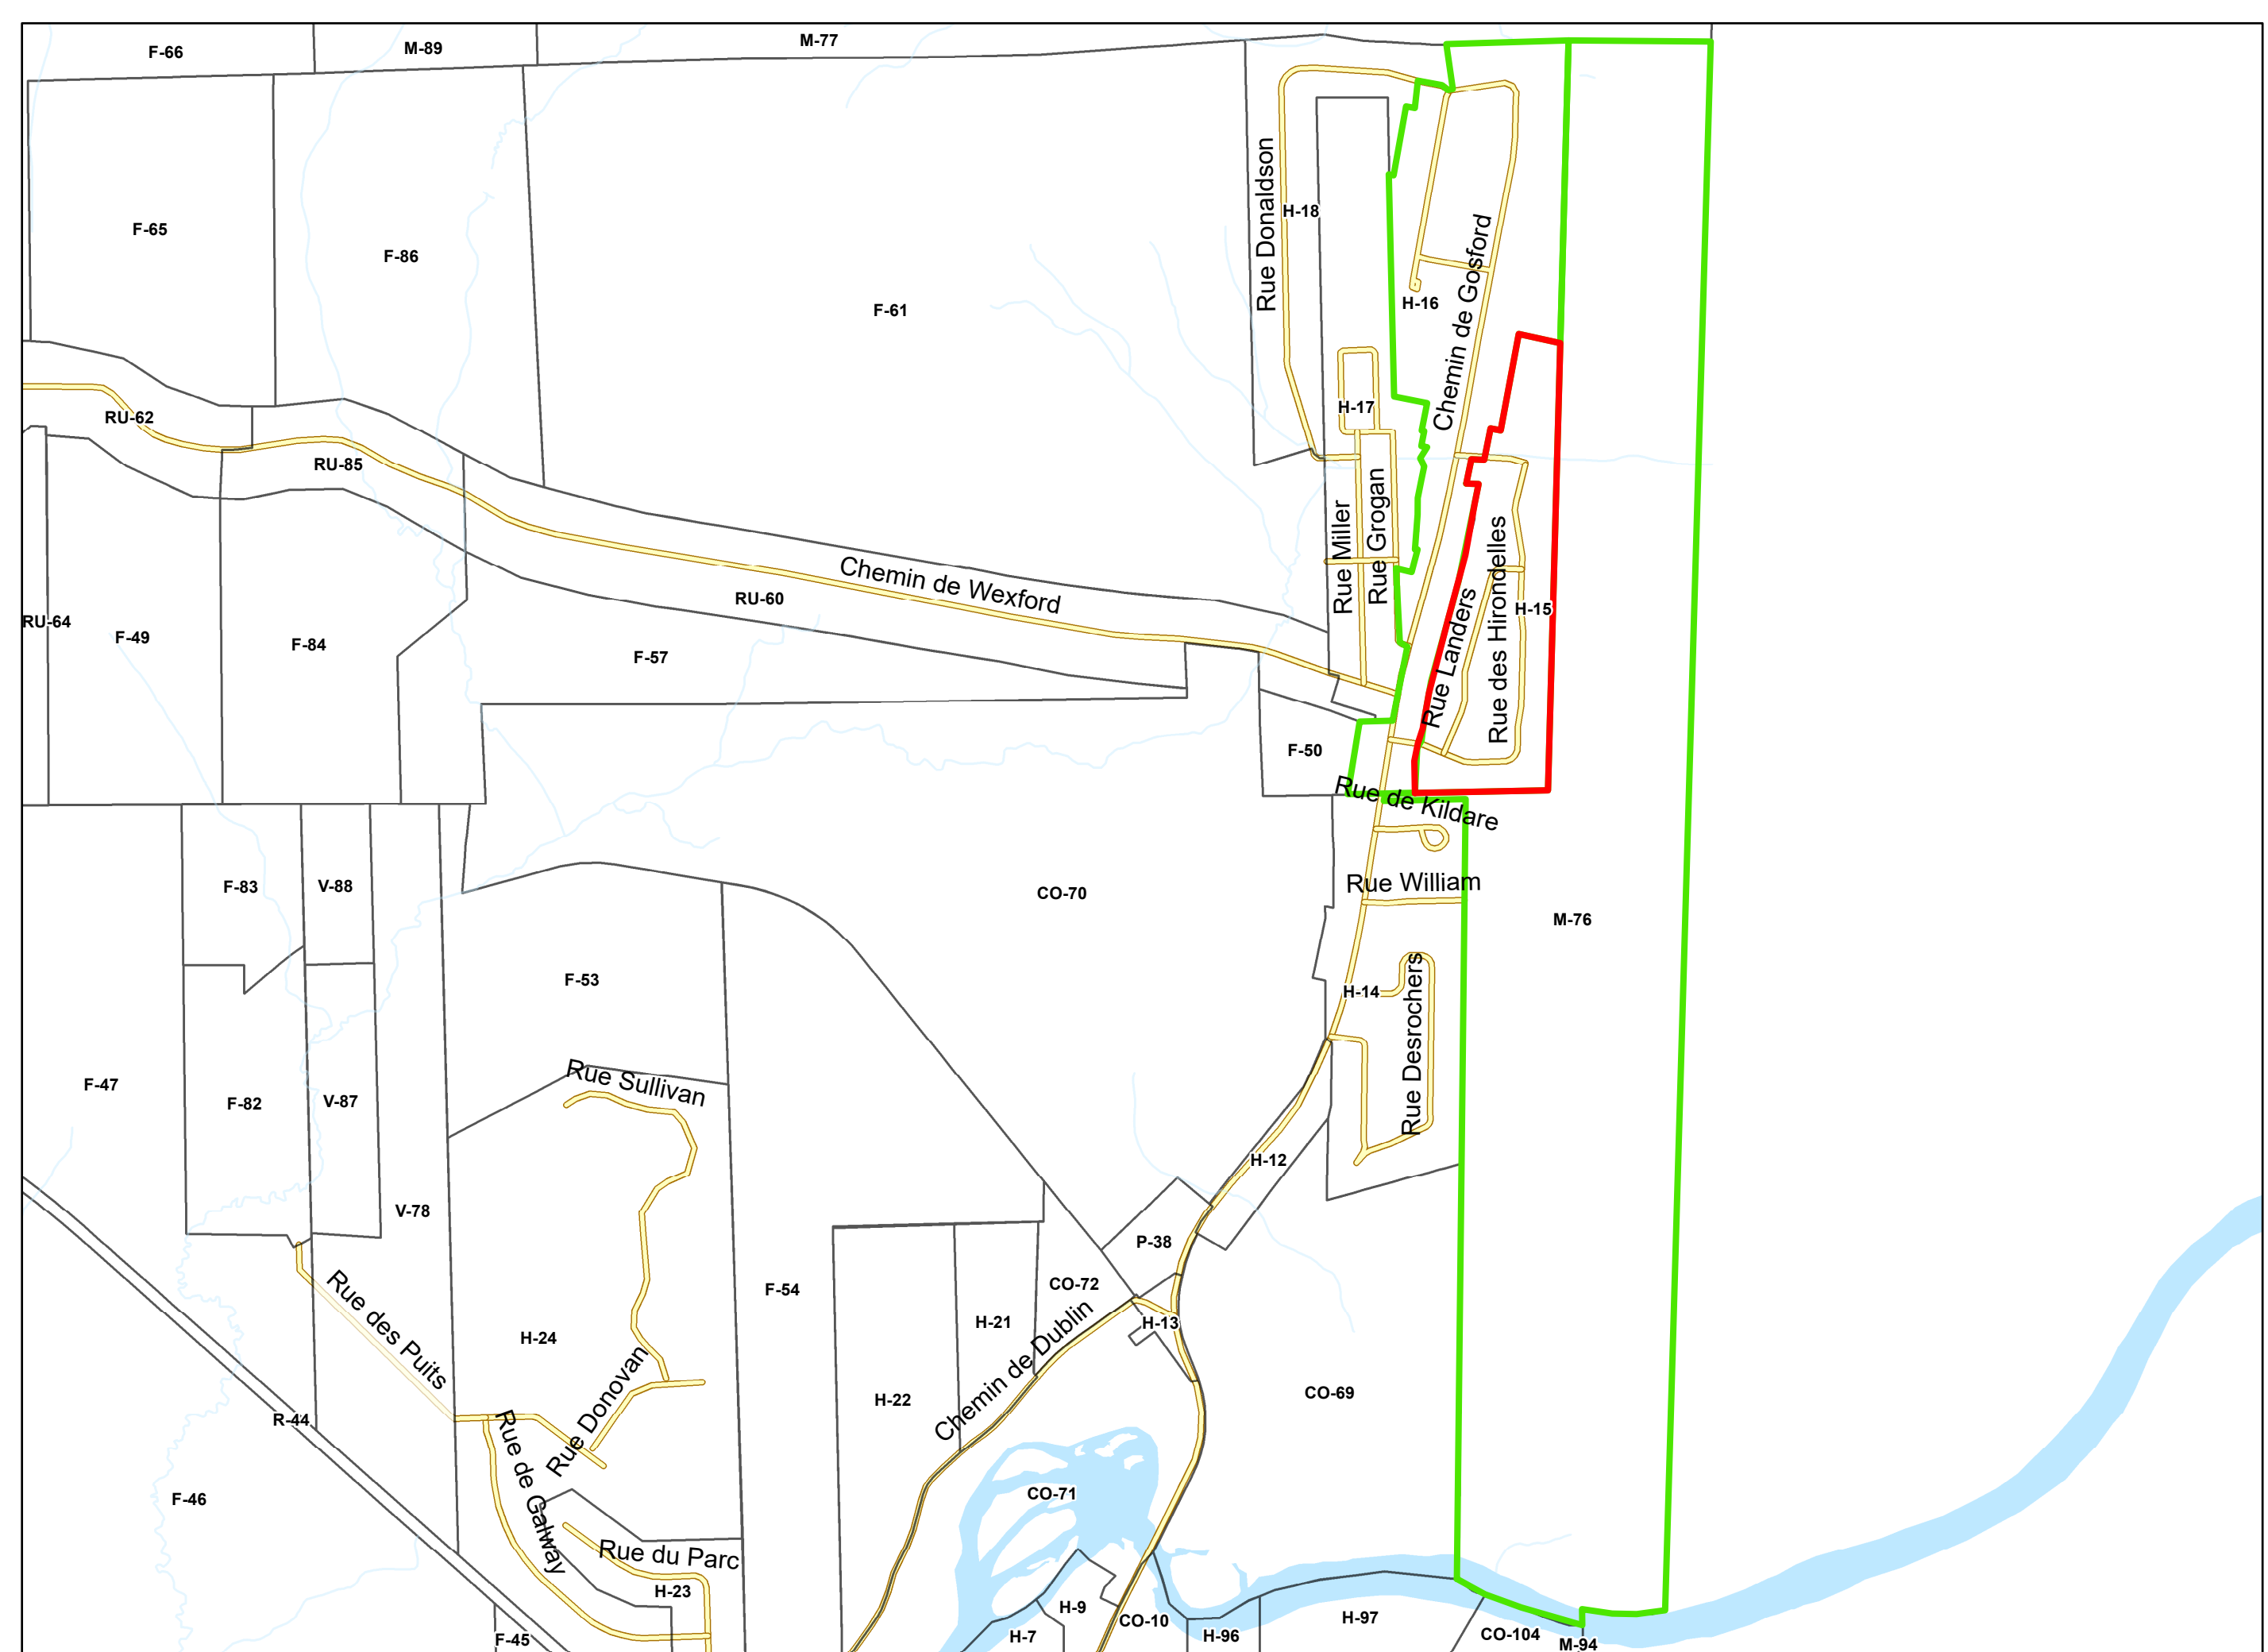 F-66
M-89
M-77
Rue Donaldson
H-18
F-65
F-86
F-61
H-16
Chemin de Gosford
H-17
RU-62
RU-85
Rue Miller
Rue Grogan
Chemin de Wexford
RU-60
RU-64
F-49
F-84
F-57
Rue Landers
Rue des Hirondelles
H-15
F-50
Rue de Kildare
F-83
V-88
CO-70
Rue William
M-76
F-53
H-14
Rue Desrochers
F-47
F-82
V-87
Rue Sullivan
H-12
V-78
P-38
F-54
CO-72
Rue des Puits
H-24
H-21
Chemin de Dublin
H-13
Rue Donovan
H-22
CO-69
R-44
Rue de Galway
F-46
CO-71
Rue du Parc
H-23
H-9
CO-10
H-97
F-45
H-7
H-96
CO-104
M-94